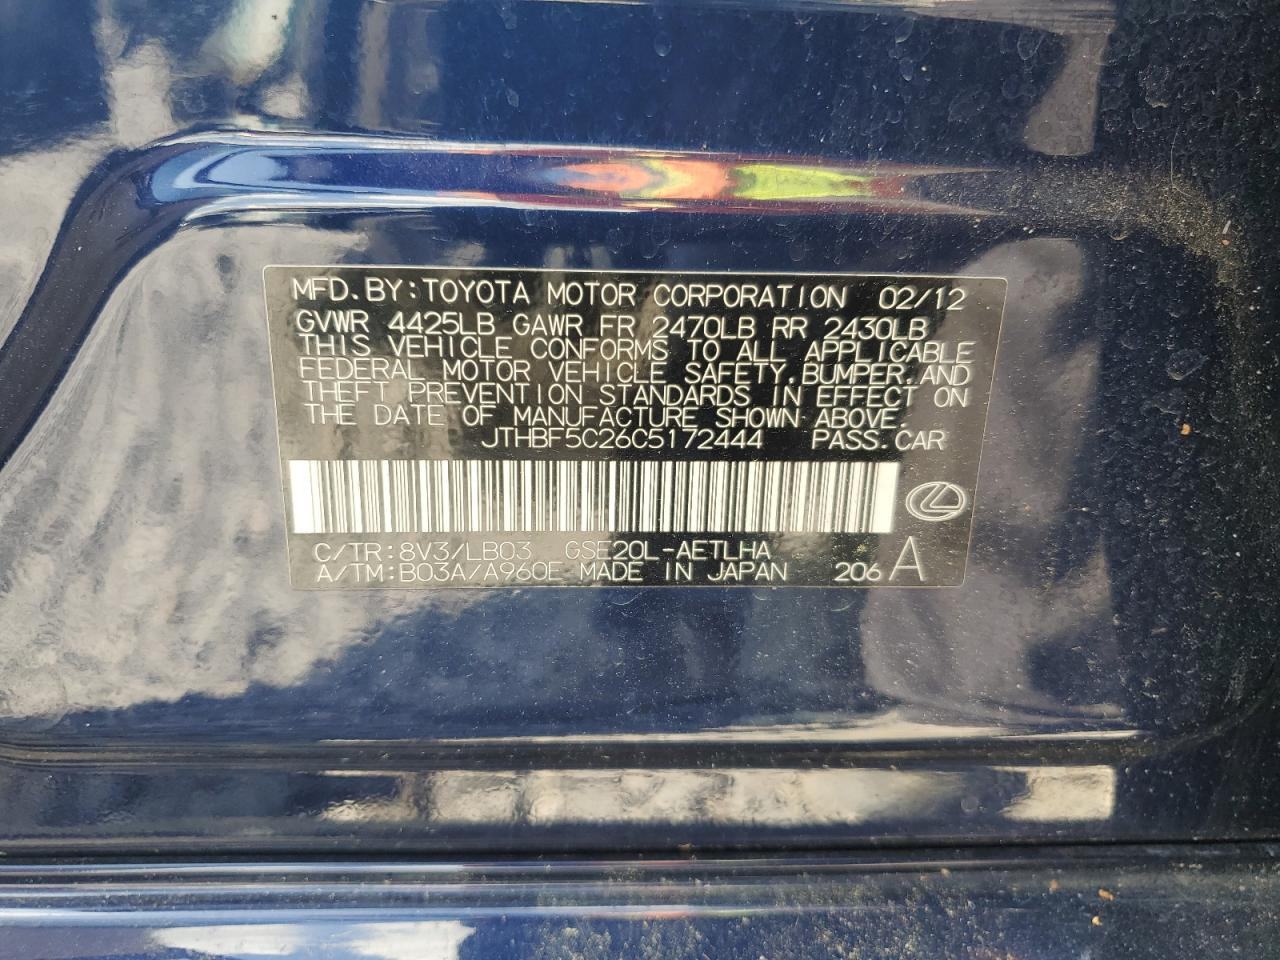 MFD.BY:TOYOTA MOTOR CORPORATION 02/12
GVWR 4425LB GAWR FR 2470LB RR 2430LB
THIS VEHICLE CONFORMS TO ALL APPLICABLE
FEDERAL MOTOR VEHICLE SAFETY,BUMPER,AND
THEFT PREVENTION STANDARDS IN EFFECT ON
THE DATE OF MANUFACTURE SHOWN ABOVE.
JTHBF5C26C5172444 PASS.CAR
C/TR:8V3/LB03 GSE20L-AETLHA
A/TM:B03A/A960E MADE IN JAPAN 206 A